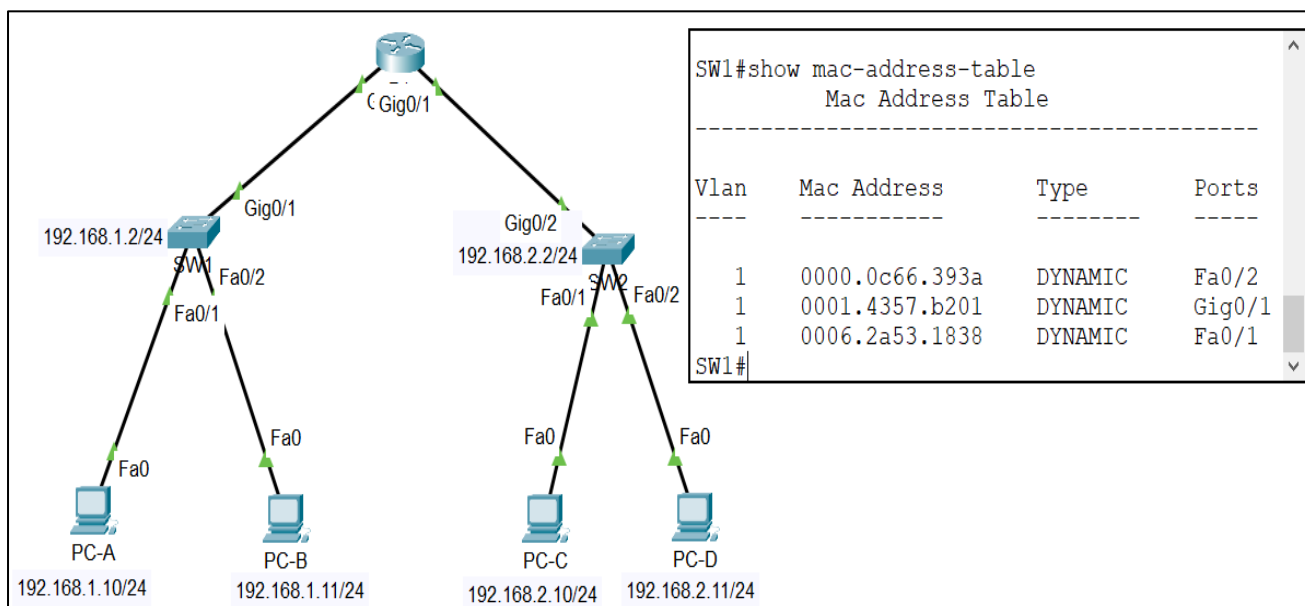 Gig0/1
Gig0/1
192.168.1.2/24
SW1
Fa0/2
Fa0/1
Gig0/2
192.168.2.2/24
SW2
Fa0/1
Fa0/2
Fa0
Fa0
Fa0
Fa0
PC-A
192.168.1.10/24
PC-B
192.168.1.11/24
PC-C
192.168.2.10/24
PC-D
192.168.2.11/24
SW1#show mac-address-table
Mac Address Table
-------------------------------------------
Vlan Mac Address Type Ports
---- ----------- -------- -----
1 0000.0c66.393a DYNAMIC Fa0/2
1 0001.4357.b201 DYNAMIC Gig0/1
1 0006.2a53.1838 DYNAMIC Fa0/1
SW1#